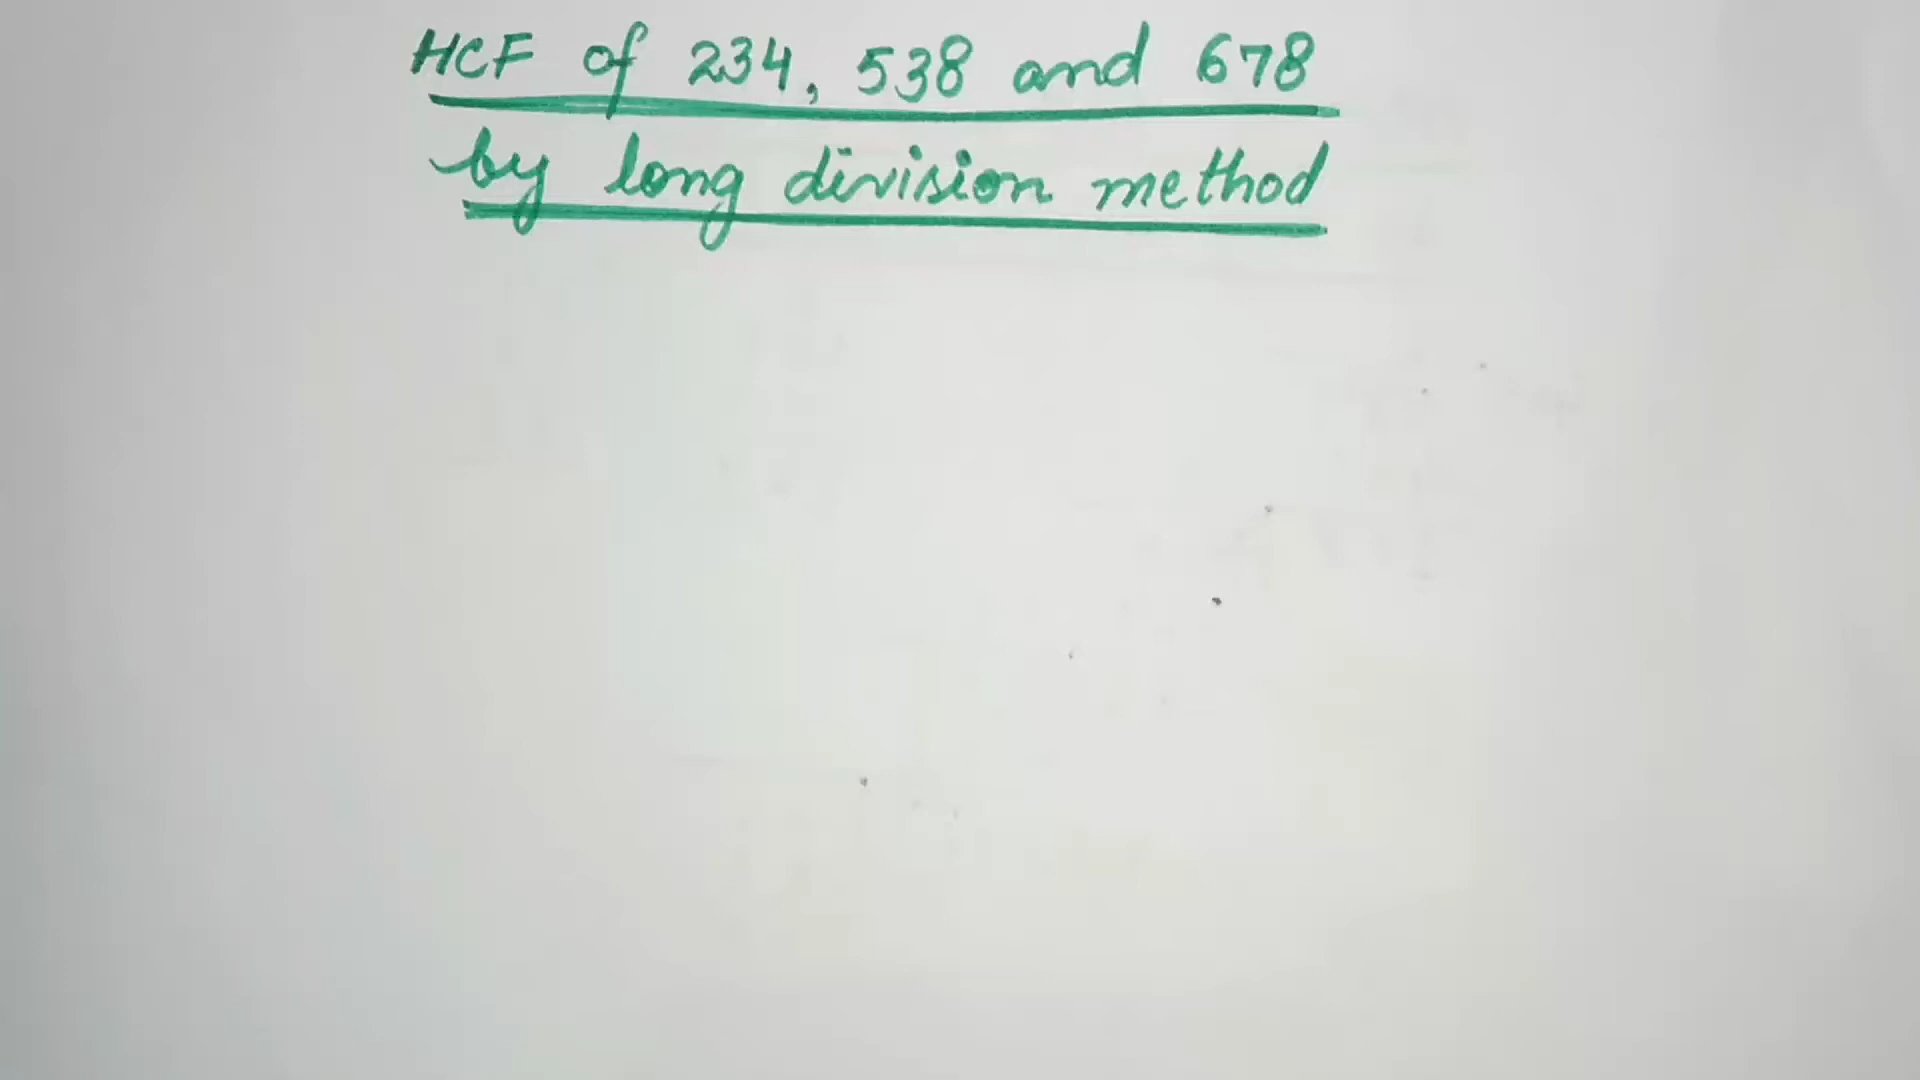 HCF of 234, 538 and 678
by long division method